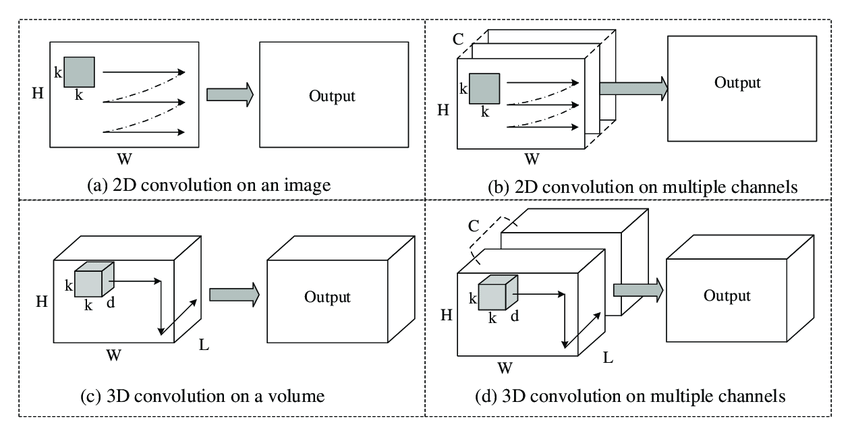 k
k
H
W
Output
(a) 2D convolution on an image
C
k
k
H
W
Output
(b) 2D convolution on multiple channels
k
k
d
H
W
L
Output
(c) 3D convolution on a volume
C
k
k
d
H
W
L
Output
(d) 3D convolution on multiple channels